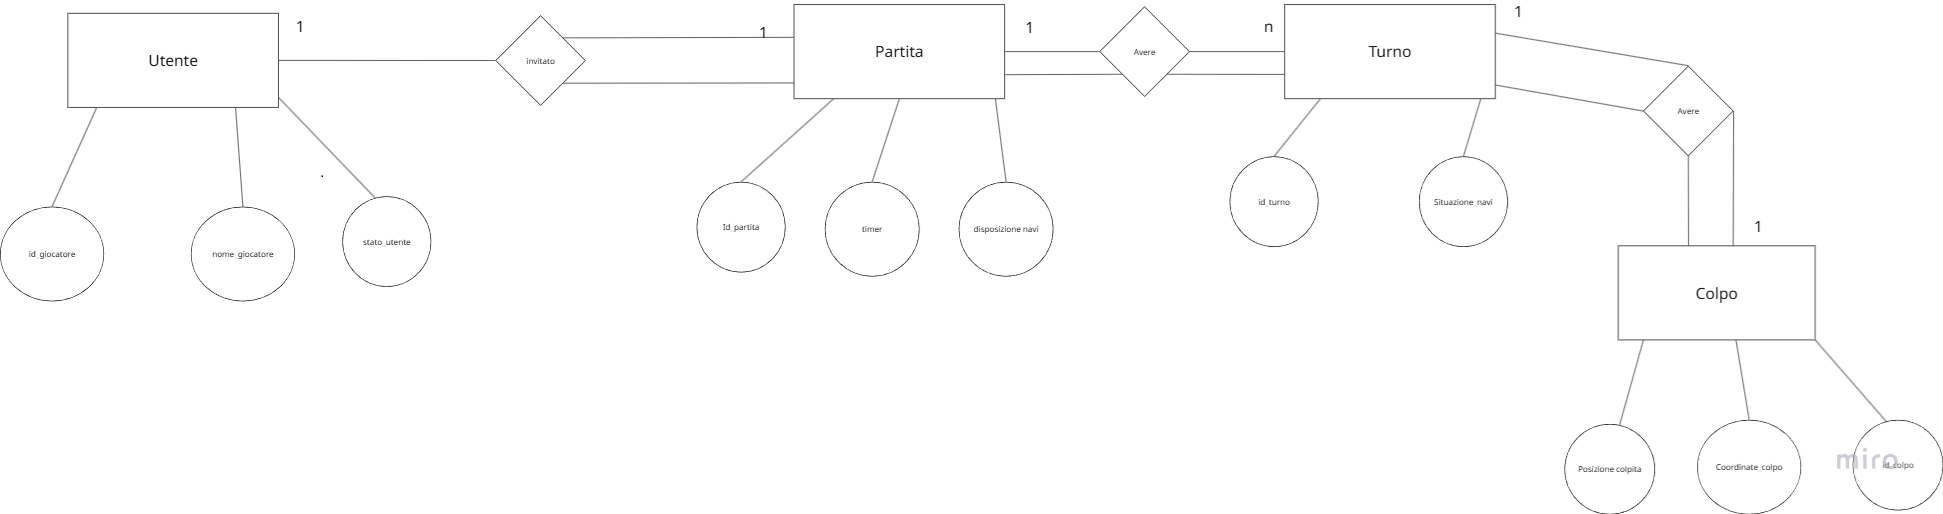 1
Utente
invitato
1
Partita
1
Avere
n
Turno
1
Avere
1
Colpo
id_giocatore
nome_giocatore
stato_utente
Id_partita
timer
disposizione navi
id_turno
Situazione_navi
Posizione colpita
Coordinate_colpo
id_colpo
miro